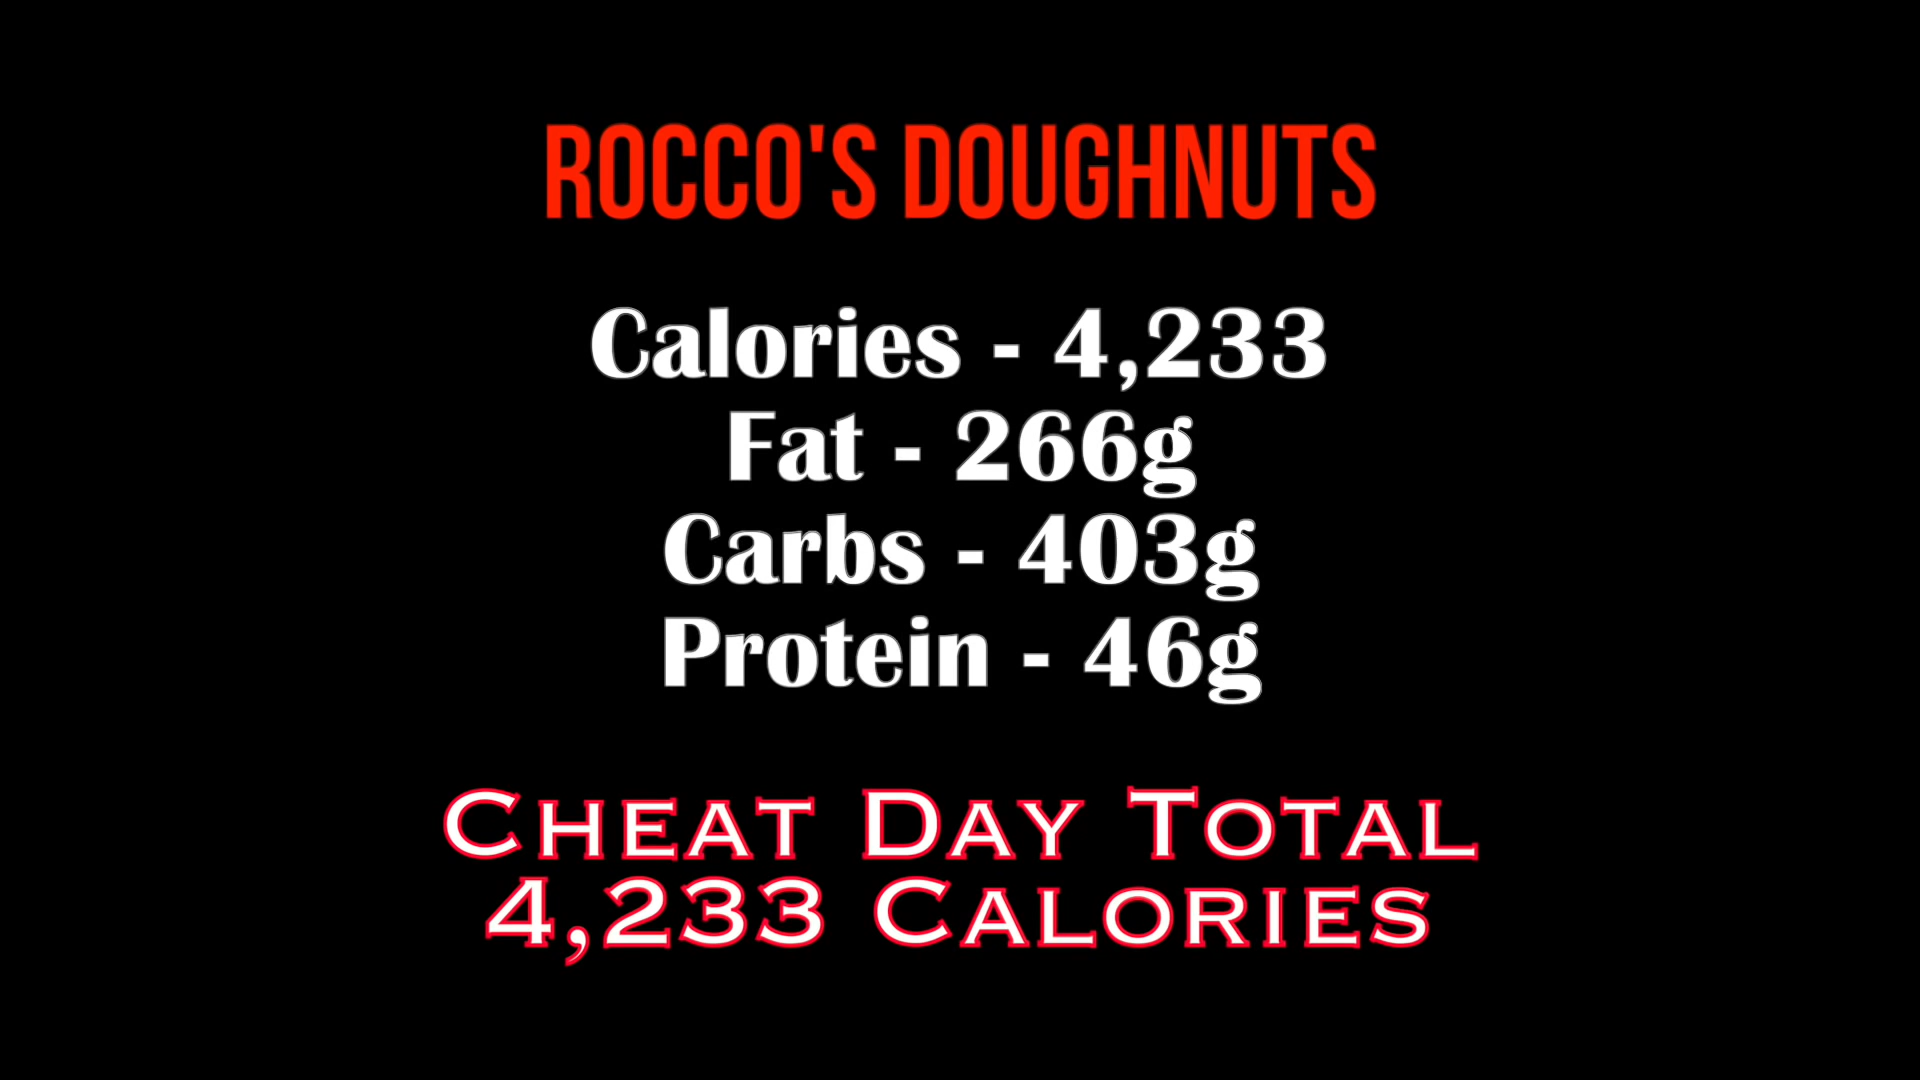 ROCCO'S DOUGHNUTS
Calories - 4,233
Fat - 266g
Carbs - 403g
Protein - 46g
Cheat Day Total
4,233 Calories